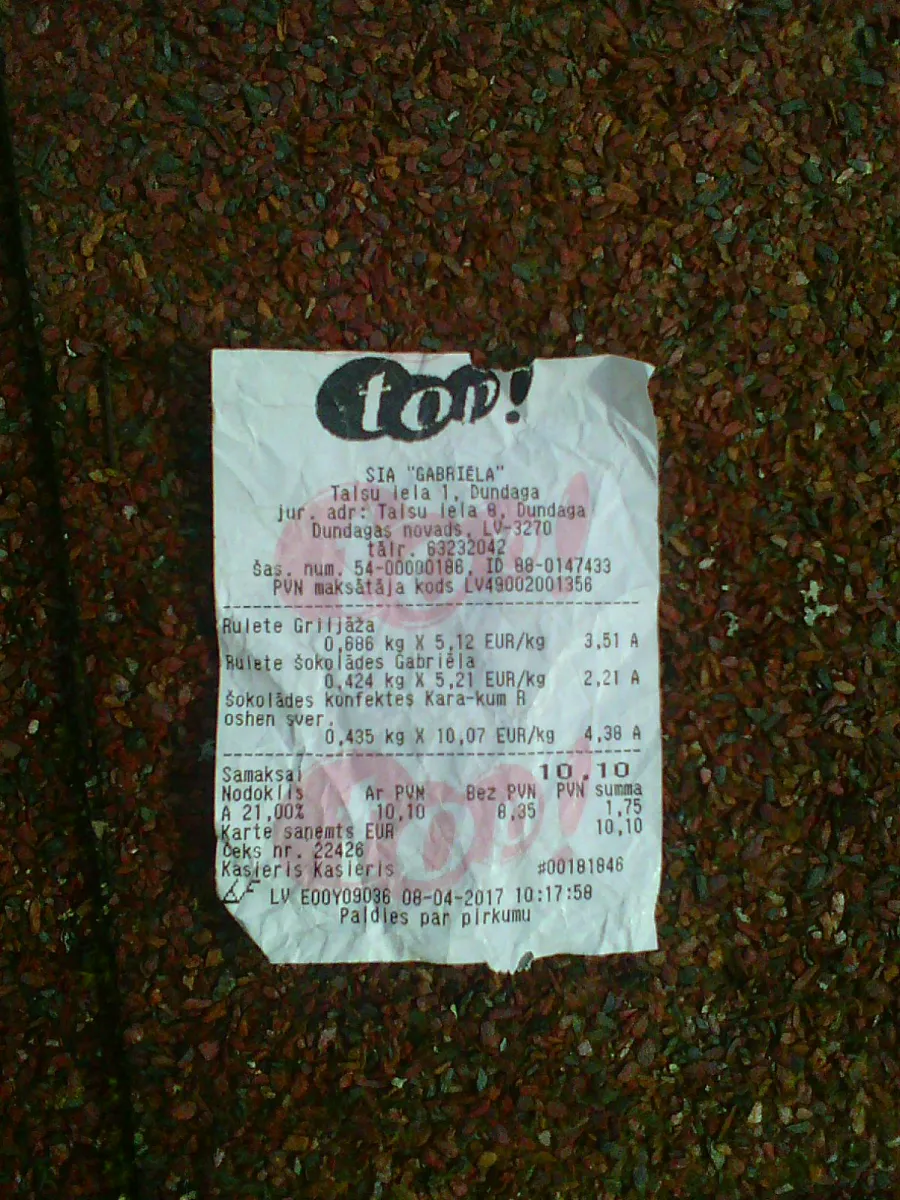 top!
SIA "GABRIĒLA"
Talsu iela 1, Dundaga
jur. adr: Talsu iela 8, Dundaga
Dundagas novads, LV-3270
tālr. 63232042
Šas. num. 54-00000186, ID 88-0147433
PVN maksātāja kods LV49002001356
Rulete Griljāža
0,686 kg X 5,12 EUR/kg 3,51 A
Rulete šokolādes Gabriēla
0,424 kg X 5,21 EUR/kg 2,21 A
Šokolādes konfektes Kara-kum R
oshen sver.
0,435 kg X 10,07 EUR/kg 4,38 A
Samaksai 10,10
Nodoklis Ar PVN Bez PVN PVN summa
A 21,00% 10,10 8,35 1,75
Karte saņemts EUR 10,10
Čeks nr. 22426
Kasieris Kasieris #00181846
LV E00Y09036 08-04-2017 10:17:58
Paldies par pirkumu